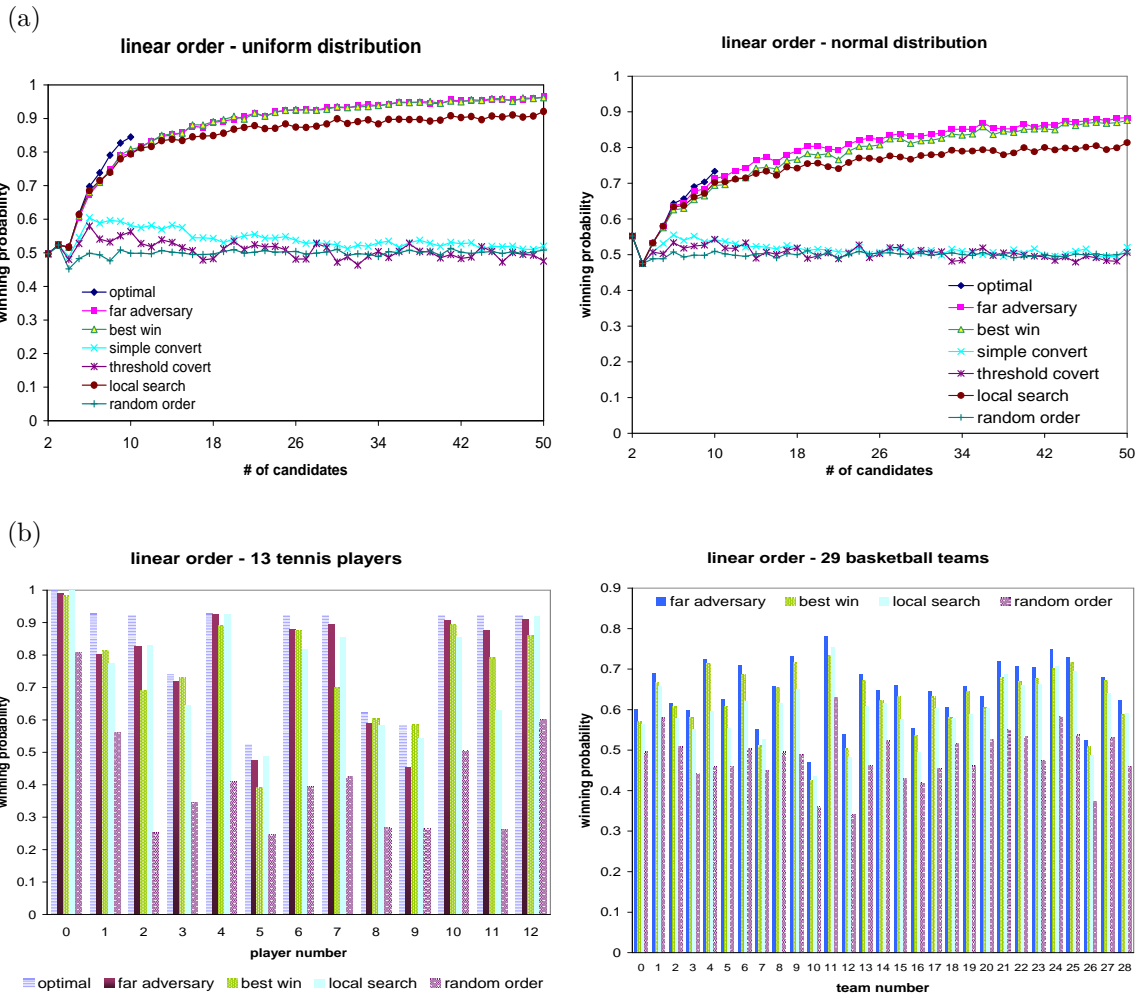 (a)
linear order - uniform distribution
winning probability
1
0.9
0.8
0.7
0.6
0.5
0.4
0.3
0.2
0.1
0
optimal
far adversary
best win
simple convert
threshold covert
local search
random order
2 10 18 26 34 42 50
# of candidates
linear order - normal distribution
winning probability
1
0.9
0.8
0.7
0.6
0.5
0.4
0.3
0.2
0.1
0
optimal
far adversary
best win
simple convert
threshold covert
local search
random order
2 10 18 26 34 42 50
# of candidates
(b)
linear order - 13 tennis players
winning probability
1
0.9
0.8
0.7
0.6
0.5
0.4
0.3
0.2
0.1
0
0 1 2 3 4 5 6 7 8 9 10 11 12
player number
optimal far adversary best win local search random order
linear order - 29 basketball teams
winning probability
0.9
0.8
0.7
0.6
0.5
0.4
0.3
0.2
0.1
0
far adversary best win local search random order
0 1 2 3 4 5 6 7 8 9 10 11 12 13 14 15 16 17 18 19 20 21 22 23 24 25 26 27 28
team number